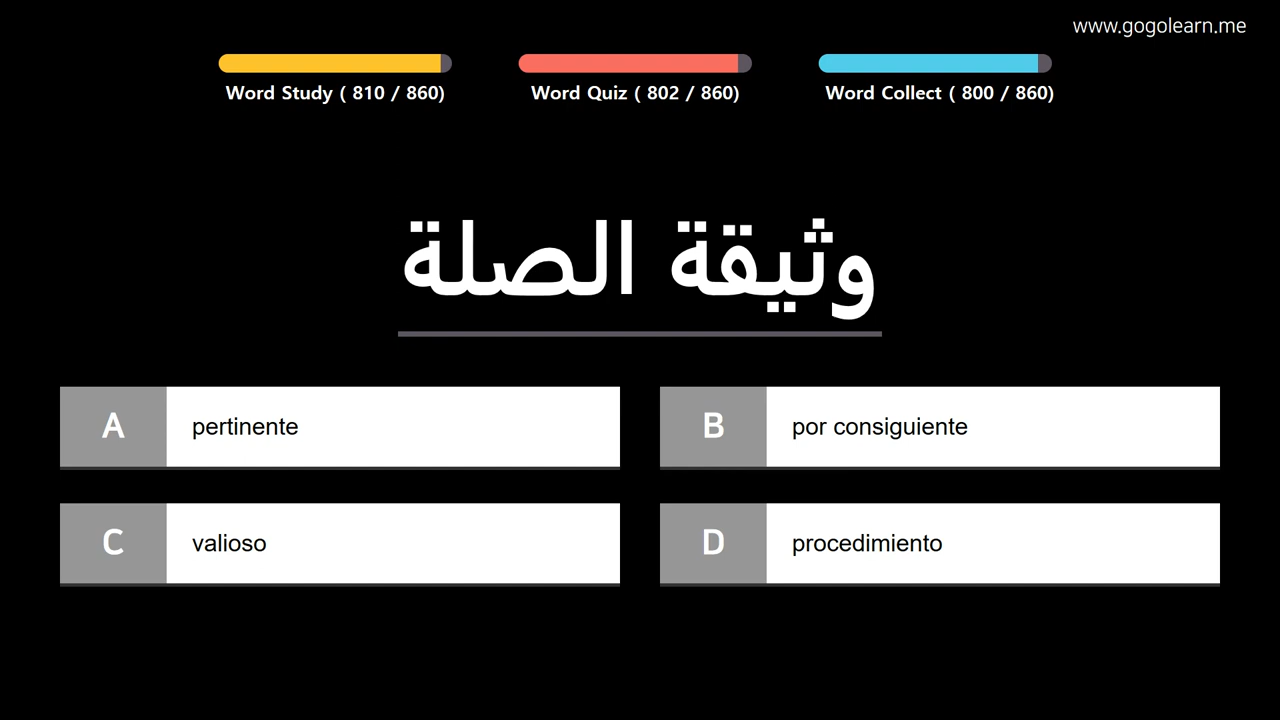 www.gogolearn.me
Word Study ( 810 / 860)
Word Quiz ( 802 / 860)
Word Collect ( 800 / 860)
وثيقة الصلة
A pertinente
B por consiguiente
C valioso
D procedimiento